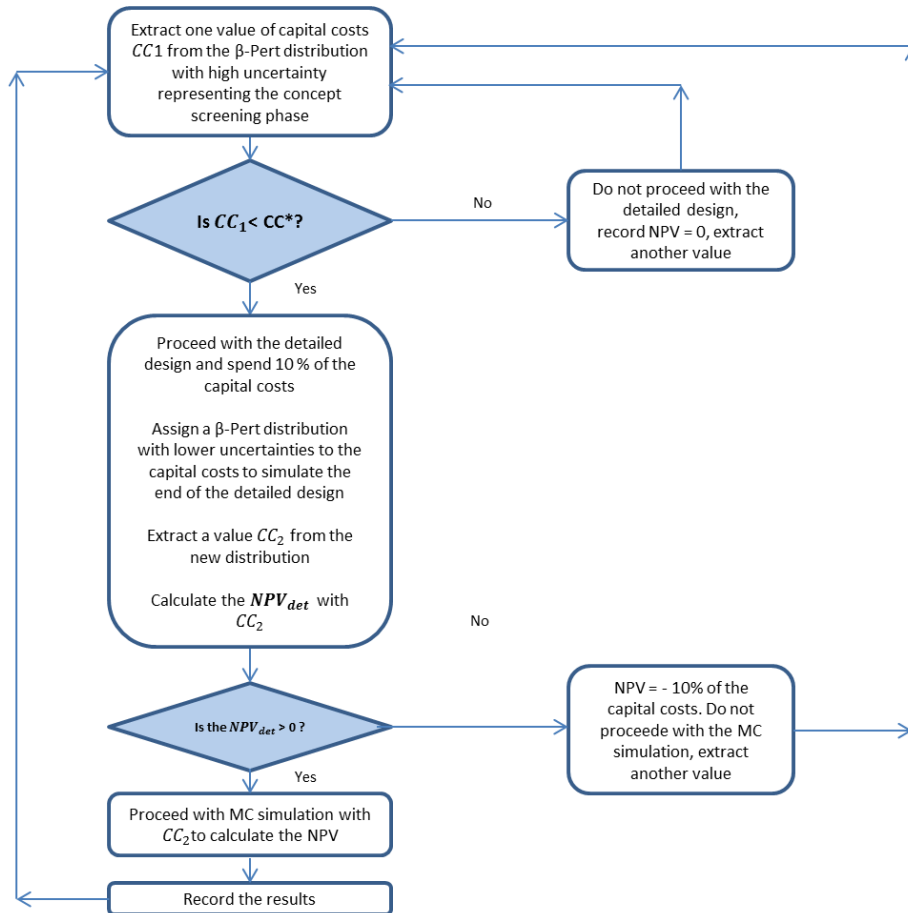 Extract one value of capital costs
𝐶𝐶1 from the β-Pert distribution
with high uncertainty
representing the concept
screening phase
Is 𝐶𝐶₁< CC*?
No
Do not proceed with the
detailed design,
record NPV = 0, extract
another value
Yes
Proceed with the detailed
design and spend 10 % of the
capital costs
Assign a β-Pert distribution
with lower uncertainties to the
capital costs to simulate the
end of the detailed design
Extract a value 𝐶𝐶₂ from the
new distribution
Calculate the 𝑵𝑷𝑽𝒅𝒆𝒕 with
𝐶𝐶₂
No
Is the 𝑵𝑷𝑽𝒅𝒆𝒕 > 0 ?
NPV = - 10% of the
capital costs. Do not
proceede with the MC
simulation, extract
another value
Yes
Proceed with MC simulation with
𝐶𝐶₂to calculate the NPV
Record the results